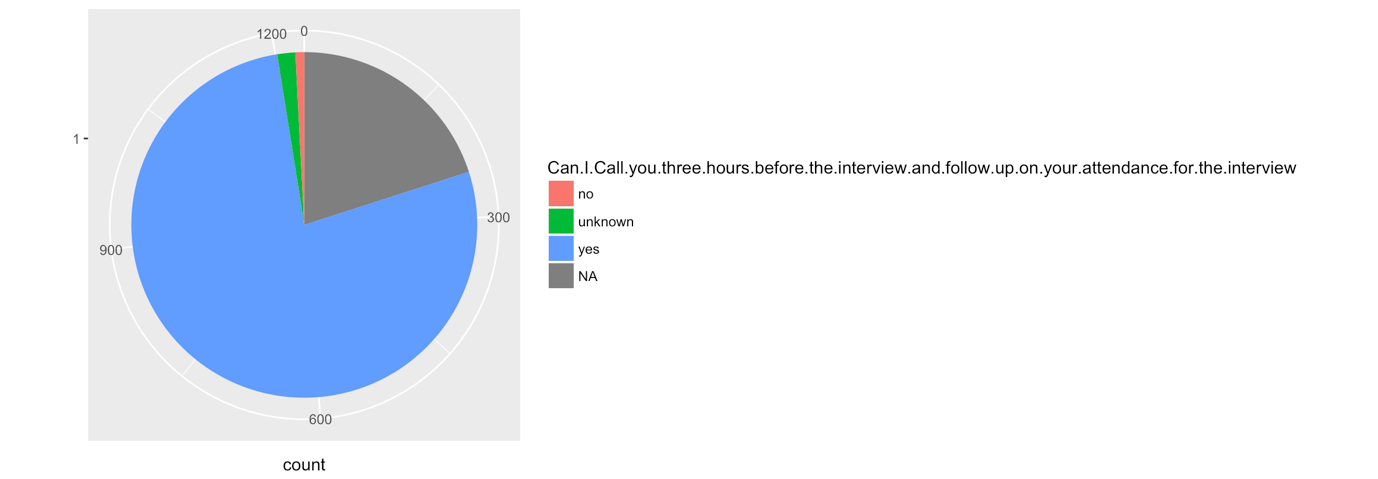 1200
0
1
300
900
600
count
Can.I.Call.you.three.hours.before.the.interview.and.follow.up.on.your.attendance.for.the.interview
no
unknown
yes
NA